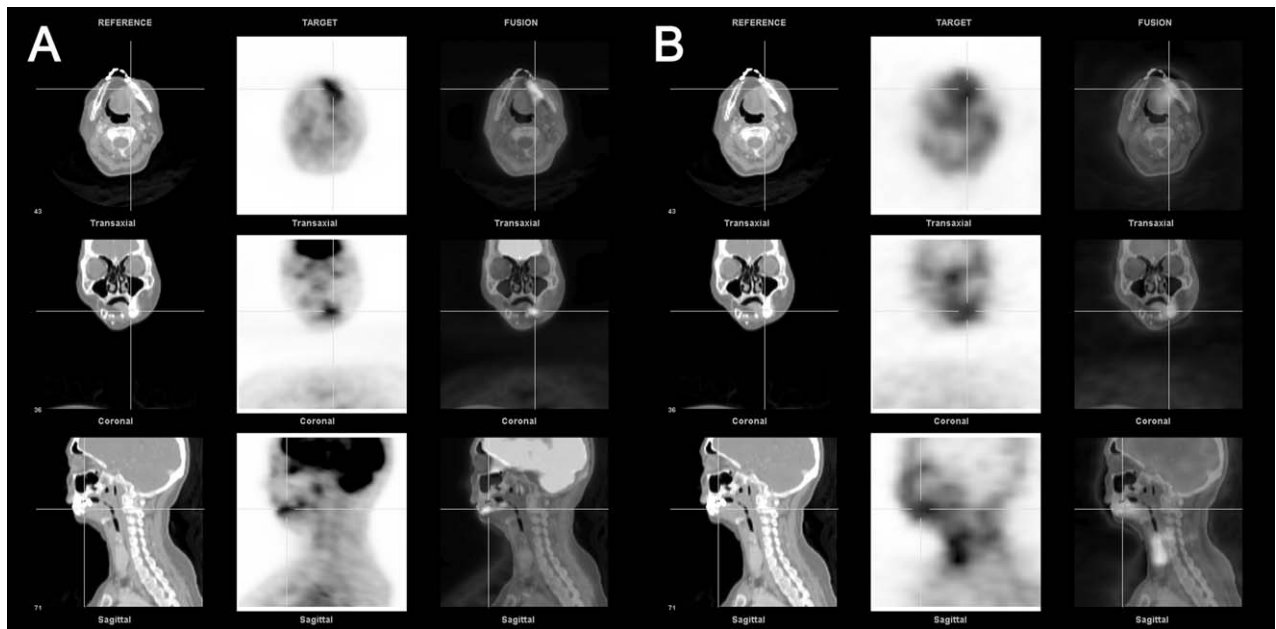 A
REFERENCE TARGET FUSION
43
Transaxial Transaxial Transaxial
36
Coronal Coronal Coronal
71
Sagittal Sagittal Sagittal
B
REFERENCE TARGET FUSION
43
Transaxial Transaxial Transaxial
36
Coronal Coronal Coronal
71
Sagittal Sagittal Sagittal